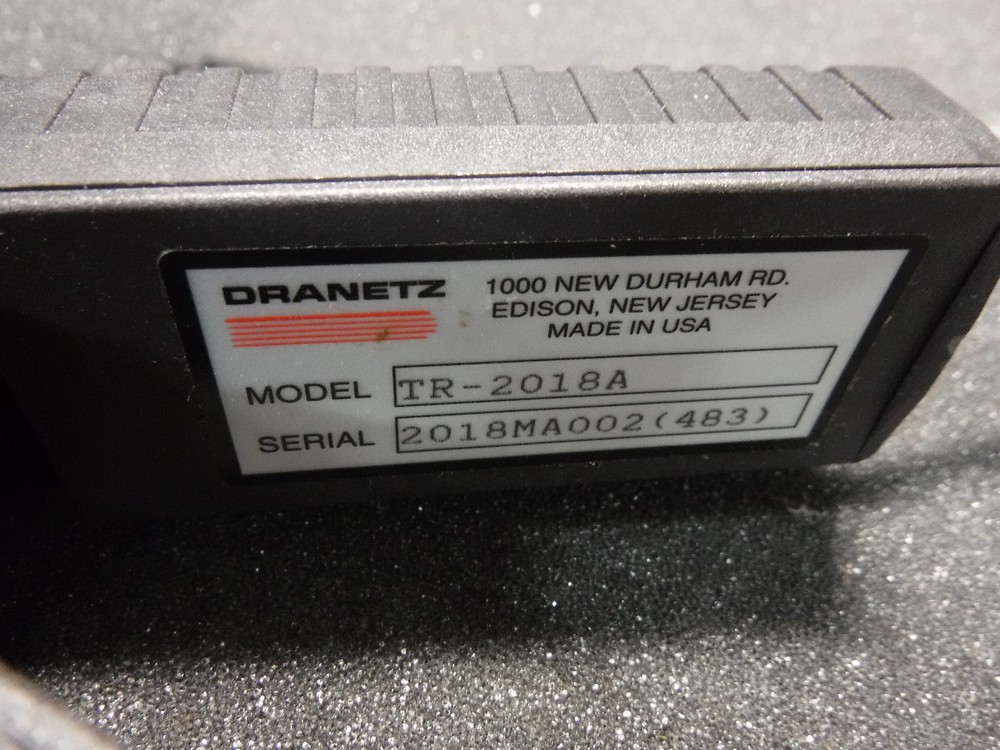 DRANETZ
1000 NEW DURHAM RD.
EDISON, NEW JERSEY
MADE IN USA
MODEL TR-2018A
SERIAL 2018MA002(483)